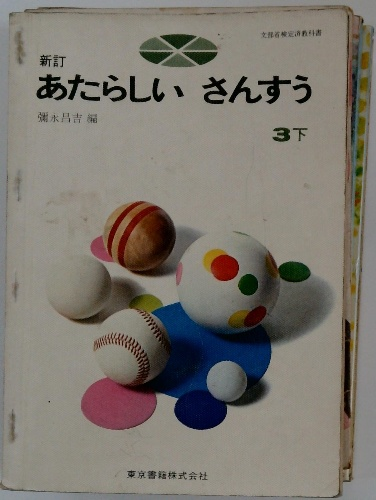 文部省検定済教科書
新訂
あたらしい さんすう
彌永昌吉 編
3下
東京書籍株式会社